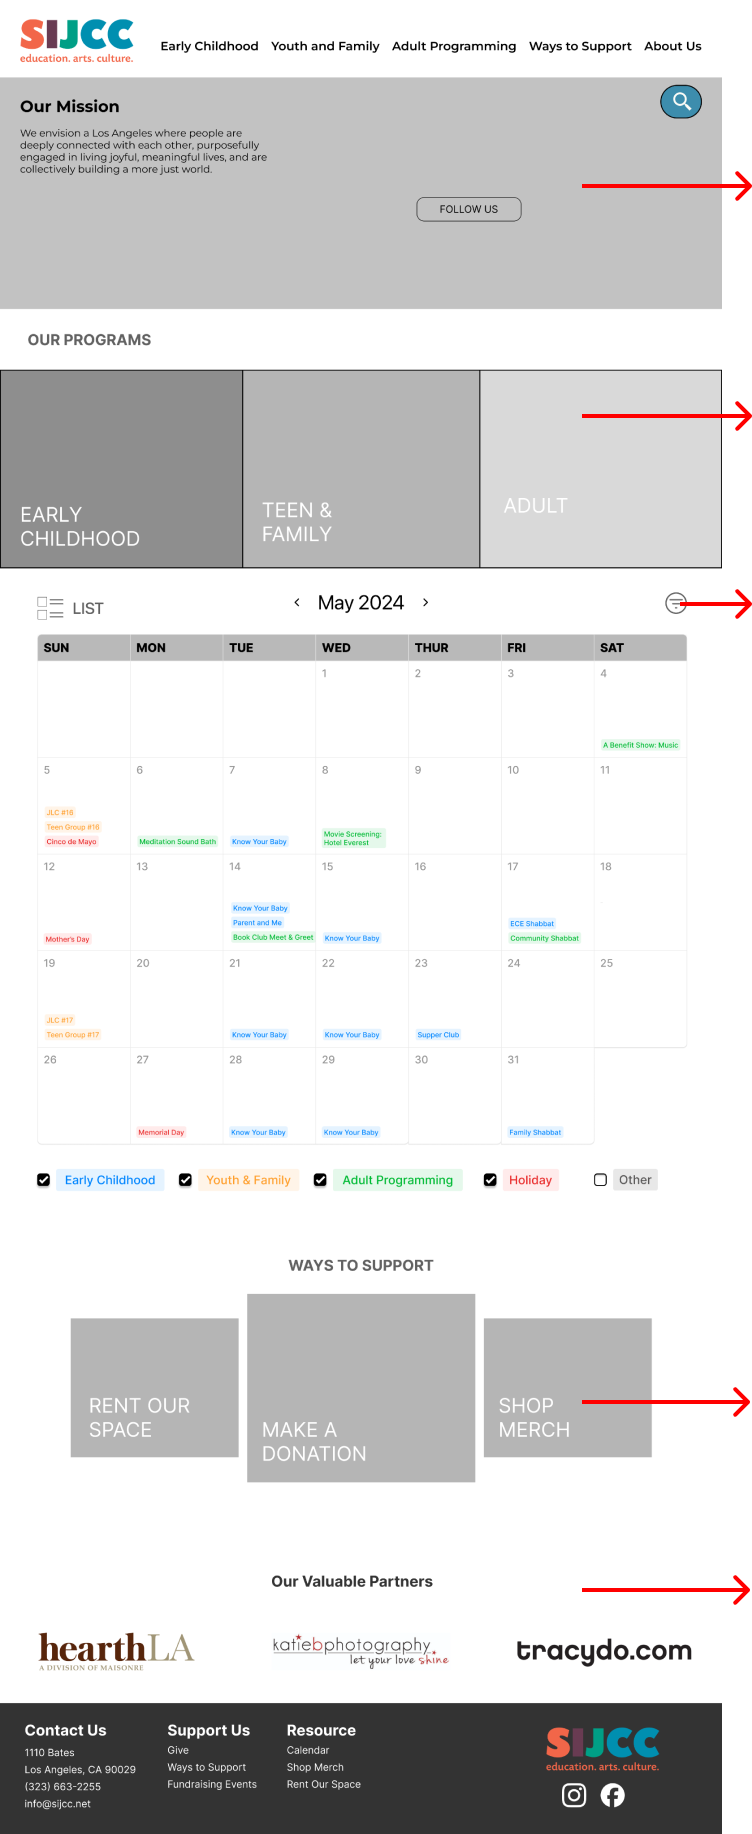 SIJCC
education. arts. culture.
Early Childhood Youth and Family Adult Programming Ways to Support About Us
Our Mission
We envision a Los Angeles where people are
deeply connected with each other, purposefully
engaged in living joyful, meaningful lives, and are
collectively building a more just world.
FOLLOW US
OUR PROGRAMS
EARLY
CHILDHOOD
TEEN &
FAMILY
ADULT
LIST
< May 2024 >
SUN MON TUE WED THUR FRI SAT
1 2 3 4
A Benefit Show: Music
5 6 7 8 9 10 11
JLC #16
Teen Group #16
Cinco de Mayo
Meditation Sound Bath
Know Your Baby
Movie Screening:
Hotel Everest
12 13 14 15 16 17 18
Mother's Day
Know Your Baby
Parent and Me
Book Club Meet & Greet
Know Your Baby
ECE Shabbat
Community Shabbat
19 20 21 22 23 24 25
JLC #17
Teen Group #17
Know Your Baby
Know Your Baby
Supper Club
26 27 28 29 30 31
Memorial Day
Know Your Baby
Know Your Baby
Family Shabbat
Early Childhood Youth & Family Adult Programming Holiday Other
WAYS TO SUPPORT
RENT OUR
SPACE
MAKE A
DONATION
SHOP
MERCH
Our Valuable Partners
hearthLA
A DIVISION OF MAISONRE
katiebphotography
let your love shine
tracydo.com
Contact Us
1110 Bates
Los Angeles, CA 90029
(323) 663-2255
info@sijcc.net
Support Us
Give
Ways to Support
Fundraising Events
Resource
Calendar
Shop Merch
Rent Our Space
SIJCC
education. arts. culture.